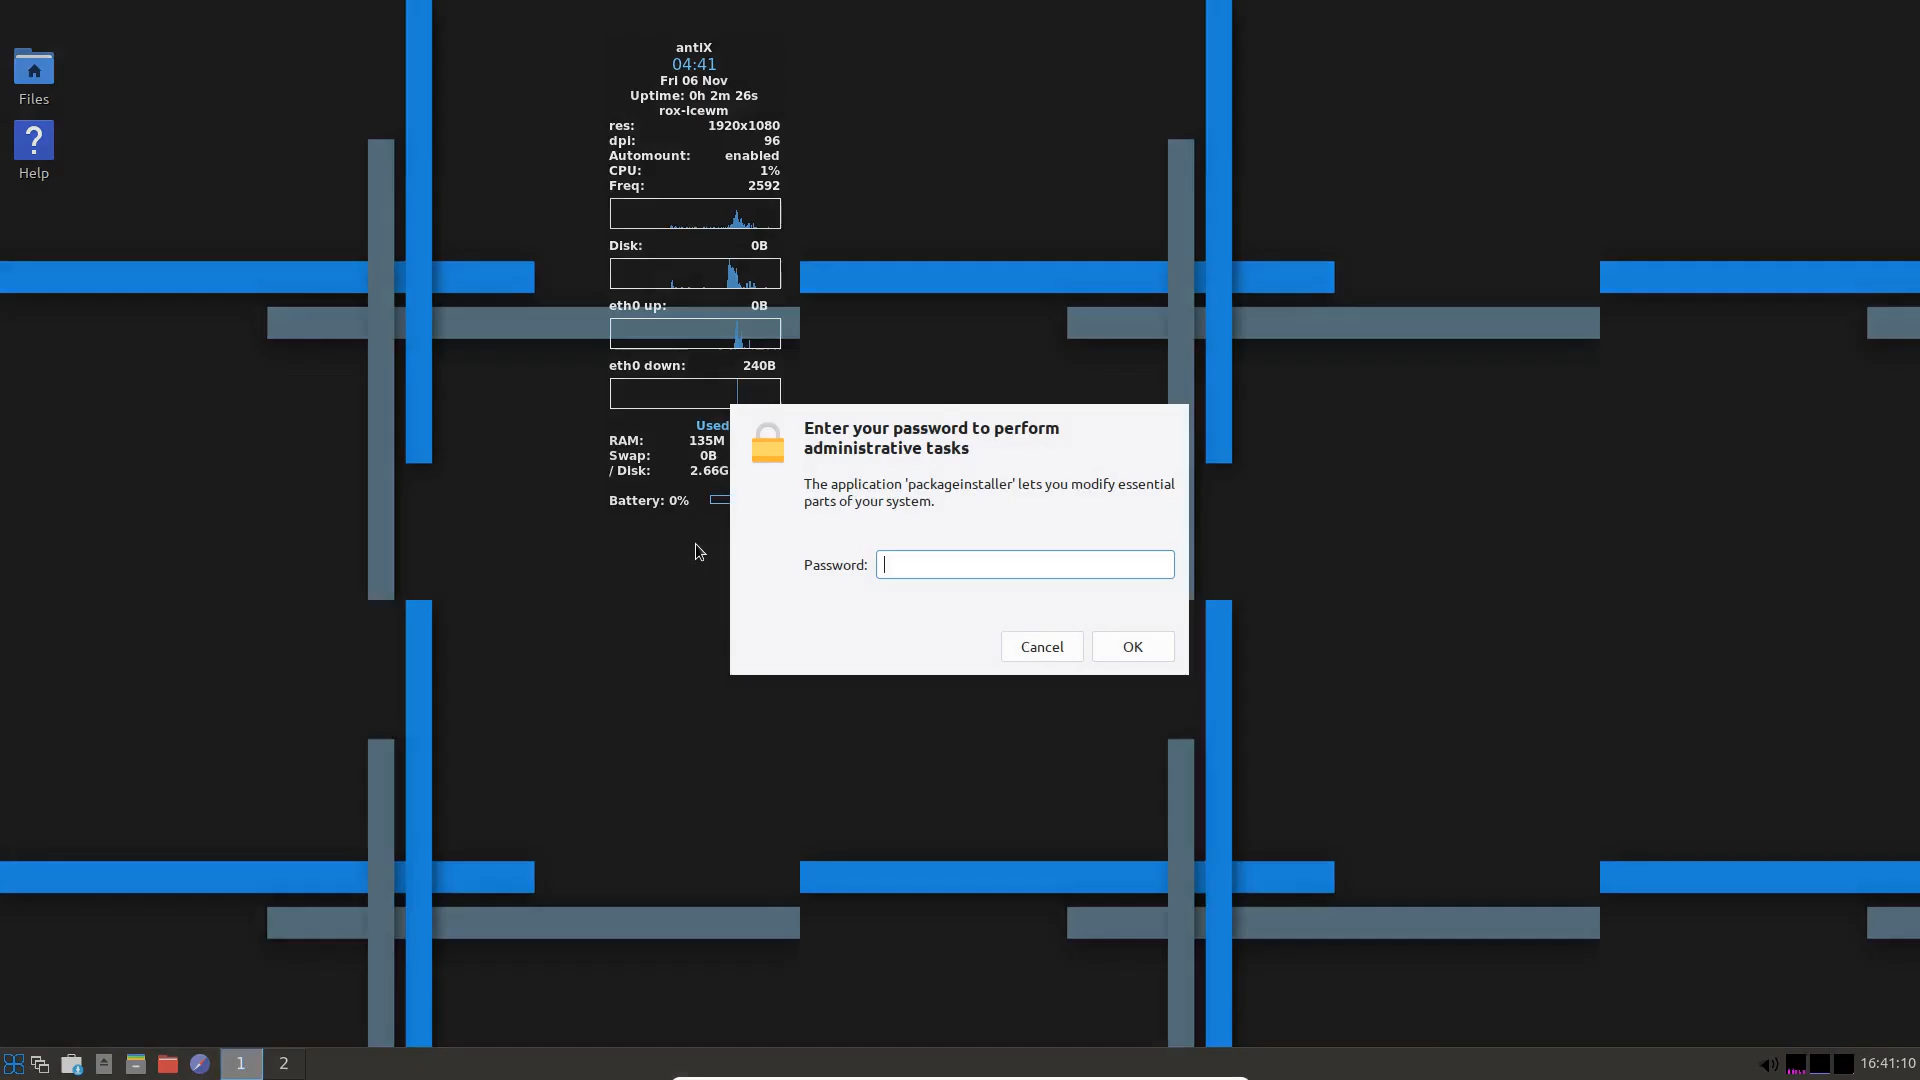 Files
Help
antiX
04:41
Fri 06 Nov
Uptime: 0h 2m 26s
rox-icewm
res: 1920x1080
dpi: 96
Automount: enabled
CPU: 1%
Freq: 2592
Disk: 0B
eth0 up: 0B
eth0 down: 240B
Used
RAM: 135M
Swap: 0B
/ Disk: 2.66G
Battery: 0%
Enter your password to perform
administrative tasks
The application 'packageinstaller' lets you modify essential
parts of your system.
Password:
Cancel OK
1 2
16:41:10